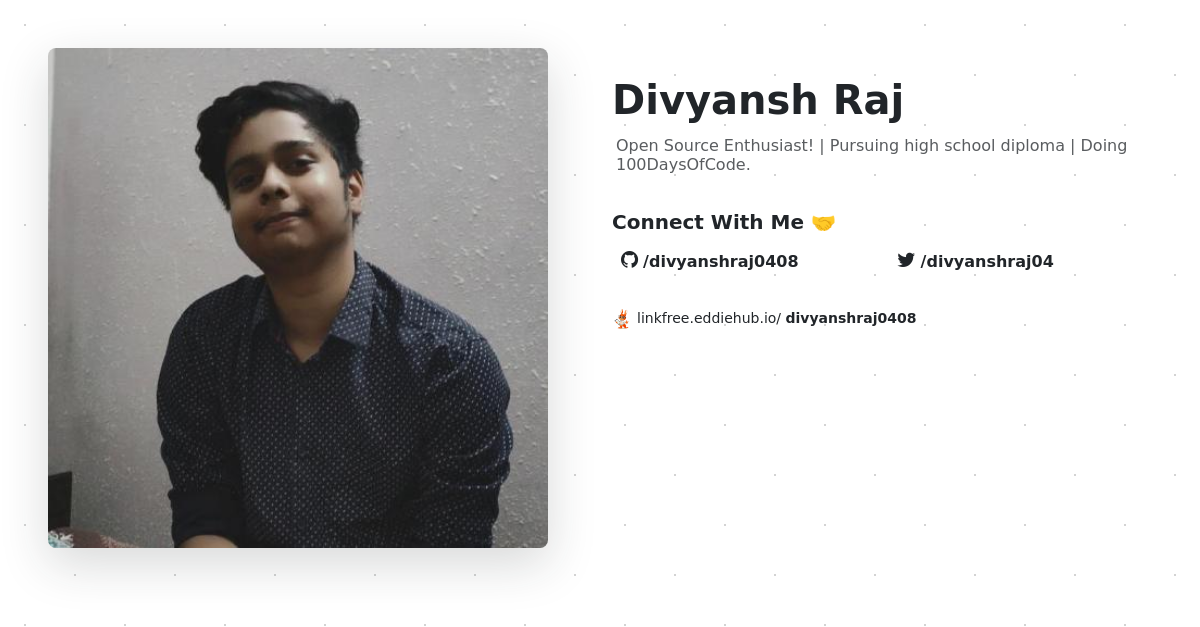 Divyansh Raj
Open Source Enthusiast! | Pursuing high school diploma | Doing
100DaysOfCode.
Connect With Me 🤝
/divyanshraj0408 /divyanshraj04
linkfree.eddiehub.io/ divyanshraj0408